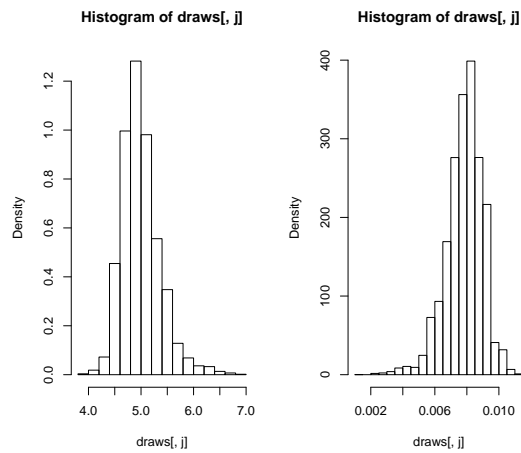 Histogram of draws[, j]
Density
0.0 0.2 0.4 0.6 0.8 1.0 1.2
4.0 5.0 6.0 7.0
draws[, j]
Histogram of draws[, j]
Density
0 100 200 300 400
0.002 0.006 0.010
draws[, j]